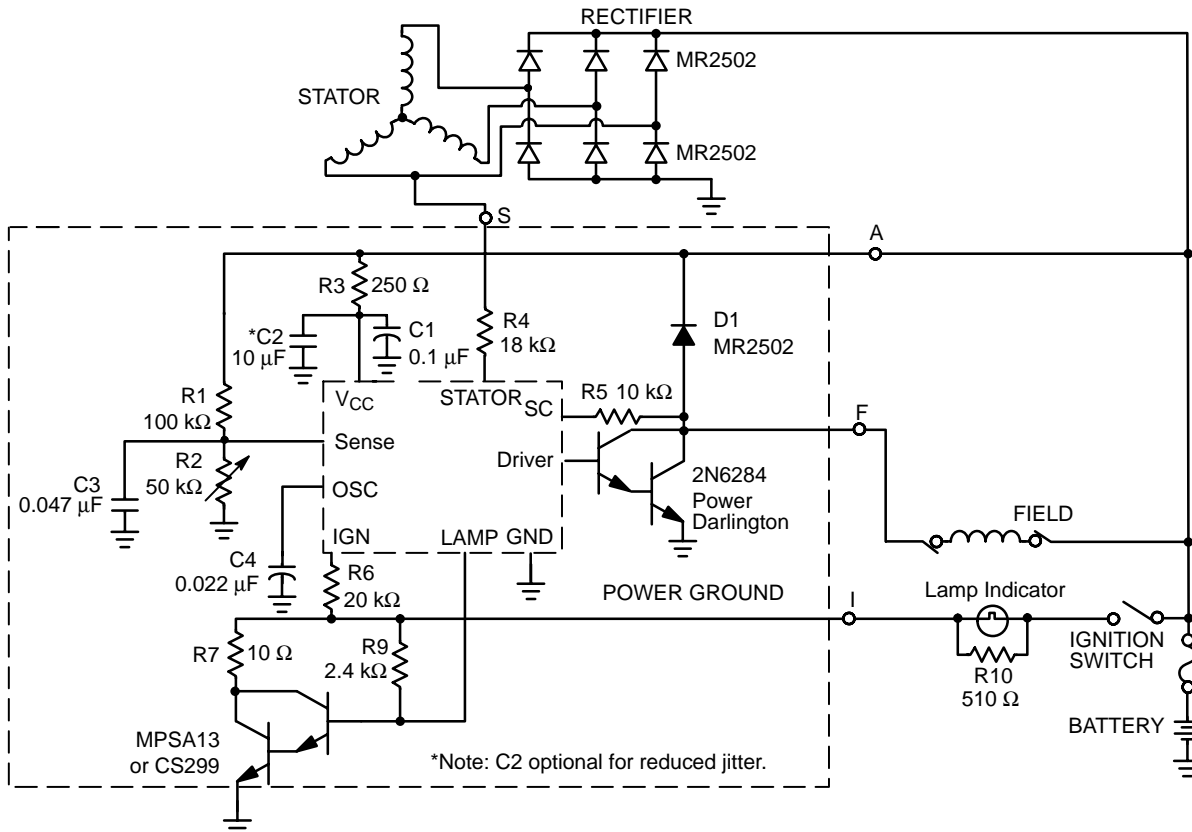 RECTIFIER
MR2502
STATOR
MR2502
S
A
R3
250 Ω
*C2
10 μF
C1
0.1 μF
R4
18 kΩ
D1
MR2502
R1
100 kΩ
VCC
STATOR
SC
R5 10 kΩ
F
Sense
R2
50 kΩ
Driver
C3
0.047 μF
OSC
2N6284
Power
Darlington
FIELD
IGN
LAMP
GND
C4
0.022 μF
R6
20 kΩ
POWER GROUND
I
Lamp Indicator
R7
10 Ω
R9
2.4 kΩ
R10
510 Ω
IGNITION
SWITCH
MPSA13
or CS299
*Note: C2 optional for reduced jitter.
BATTERY